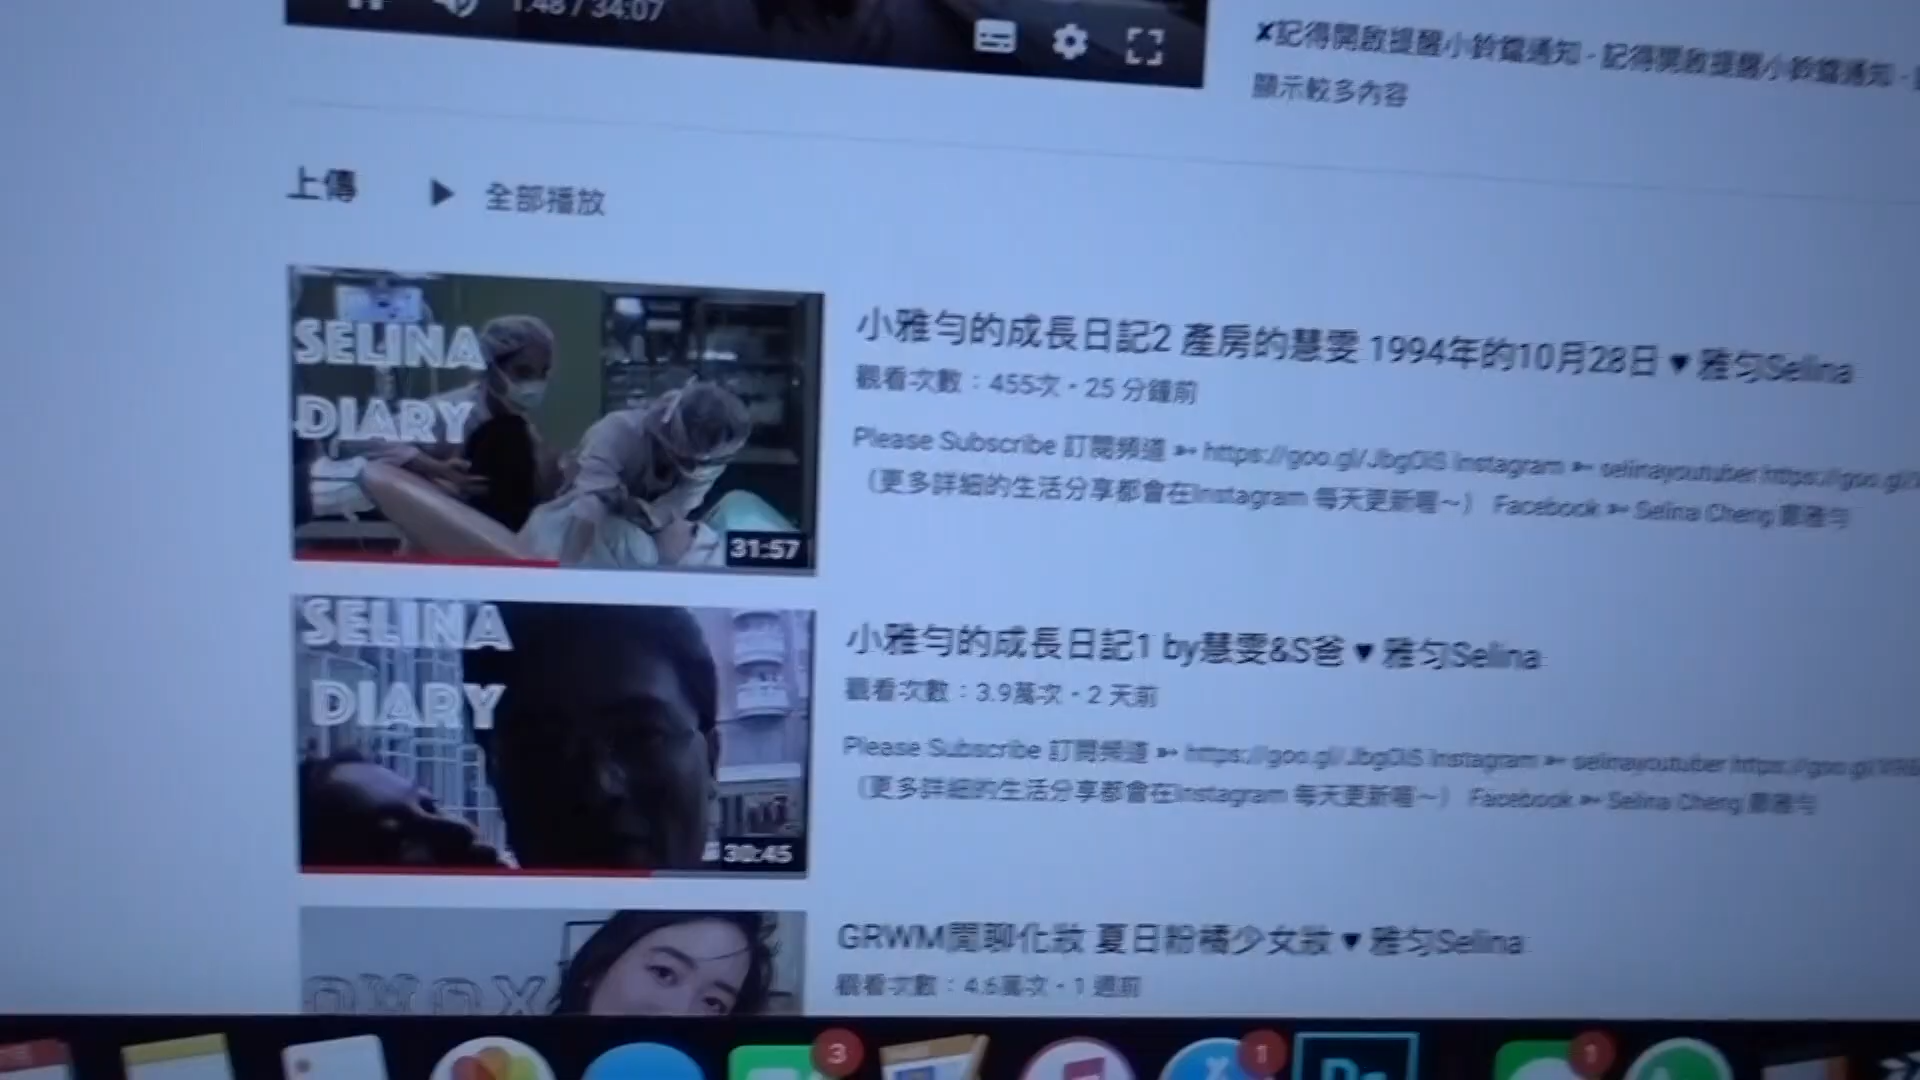 1:48 / 34:07
✘記得開啟提醒小鈴鐺通知 - 記得開啟提醒小鈴鐺通知 -
顯示較多內容
上傳 ▶ 全部播放
SELINA
DIARY
31:57
小雅勻的成長日記2 產房的慧雯 1994年的10月28日 ♥ 雅勻Selina
觀看次數：455次・25 分鐘前
Please Subscribe 訂閱頻道 ➳ https://goo.gl/ Instagram ➳ selinayoutuber https://goo.gl/
（更多詳細的生活分享都會在Instagram 每天更新喔～） Facebook ➳ Selina Cheng 鄭雅勻
SELINA
DIARY
30:45
小雅勻的成長日記1 by慧雯&S爸 ♥ 雅勻Selina
觀看次數：3.9萬次・2 天前
Please Subscribe 訂閱頻道 ➳ https://goo.gl/ Instagram ➳ selinayoutuber https://goo.gl/
（更多詳細的生活分享都會在Instagram 每天更新喔～） Facebook ➳ Selina Cheng 鄭雅勻
GRWM閒聊化妝 夏日粉橘少女妝 ♥ 雅勻Selina
觀看次數：4.6萬次・1 週前
3
1
1